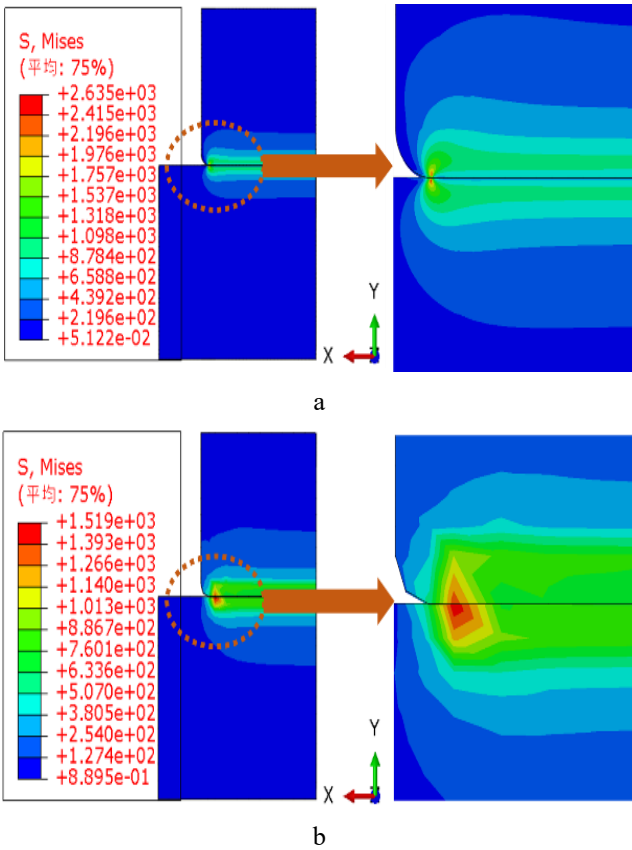 S, Mises
(平均: 75%)
+2.635e+03
+2.415e+03
+2.196e+03
+1.976e+03
+1.757e+03
+1.537e+03
+1.318e+03
+1.098e+03
+8.784e+02
+6.588e+02
+4.392e+02
+2.196e+02
+5.122e-02
Y
X
a
S, Mises
(平均: 75%)
+1.519e+03
+1.393e+03
+1.266e+03
+1.140e+03
+1.013e+03
+8.867e+02
+7.601e+02
+6.336e+02
+5.070e+02
+3.805e+02
+2.540e+02
+1.274e+02
+8.895e-01
Y
X
b